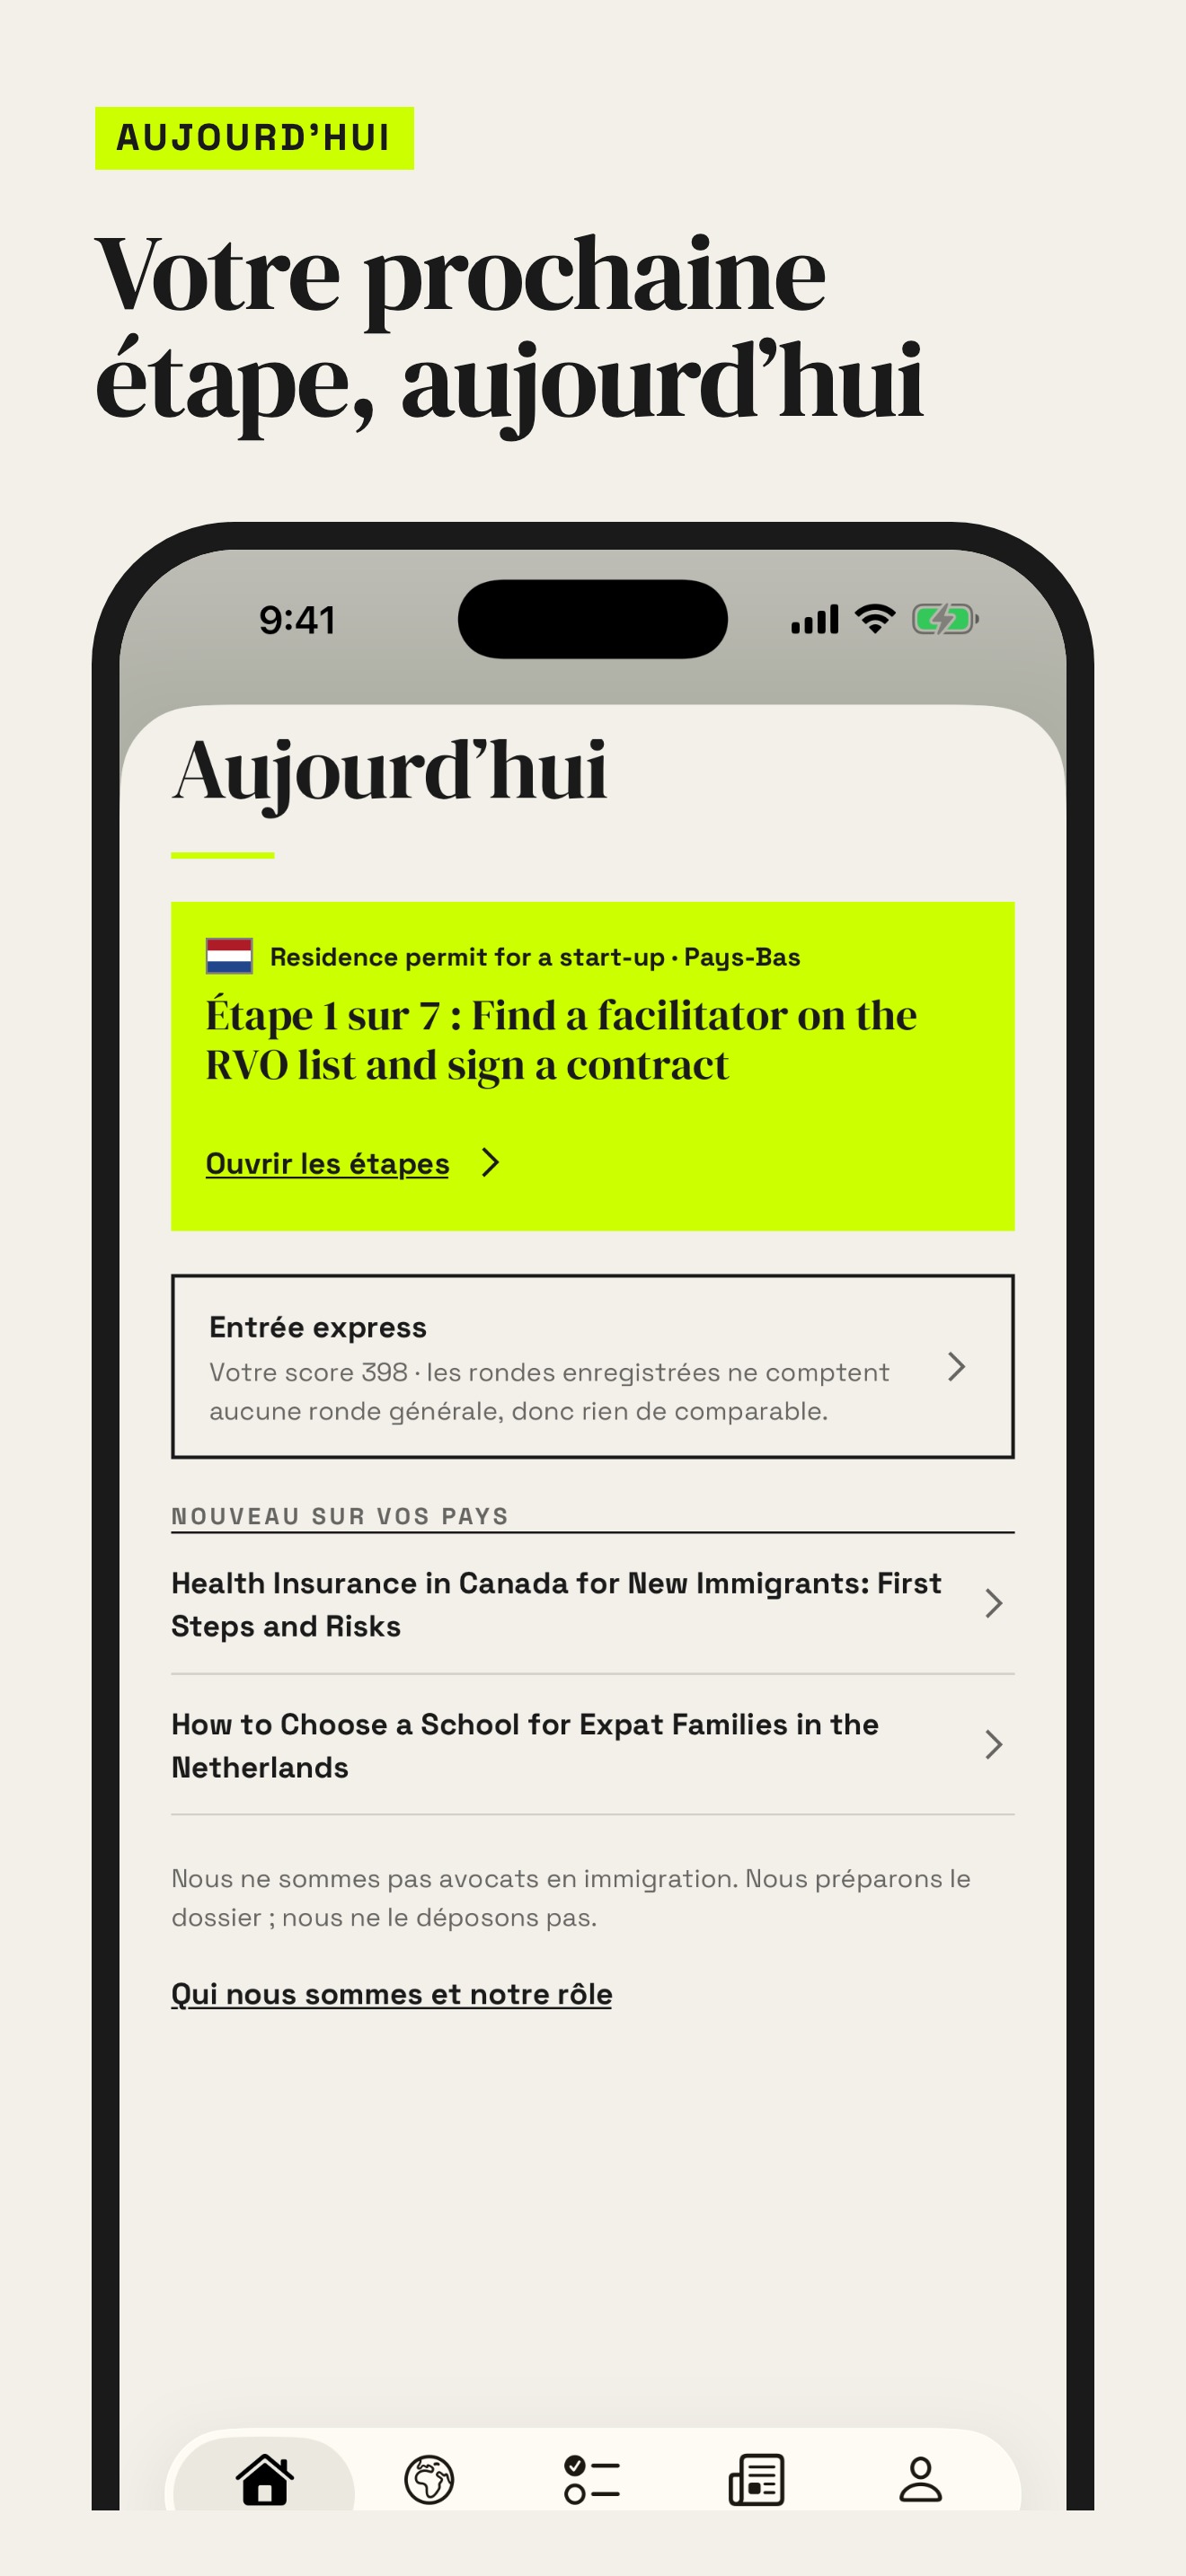 AUJOURD’HUI
Votre prochaine
étape, aujourd’hui
9:41
Aujourd’hui
Residence permit for a start-up · Pays-Bas
Étape 1 sur 7 : Find a facilitator on the
RVO list and sign a contract
Ouvrir les étapes
Entrée express
Votre score 398 · les rondes enregistrées ne comptent
aucune ronde générale, donc rien de comparable.
NOUVEAU SUR VOS PAYS
Health Insurance in Canada for New Immigrants: First
Steps and Risks
How to Choose a School for Expat Families in the
Netherlands
Nous ne sommes pas avocats en immigration. Nous préparons le
dossier ; nous ne le déposons pas.
Qui nous sommes et notre rôle